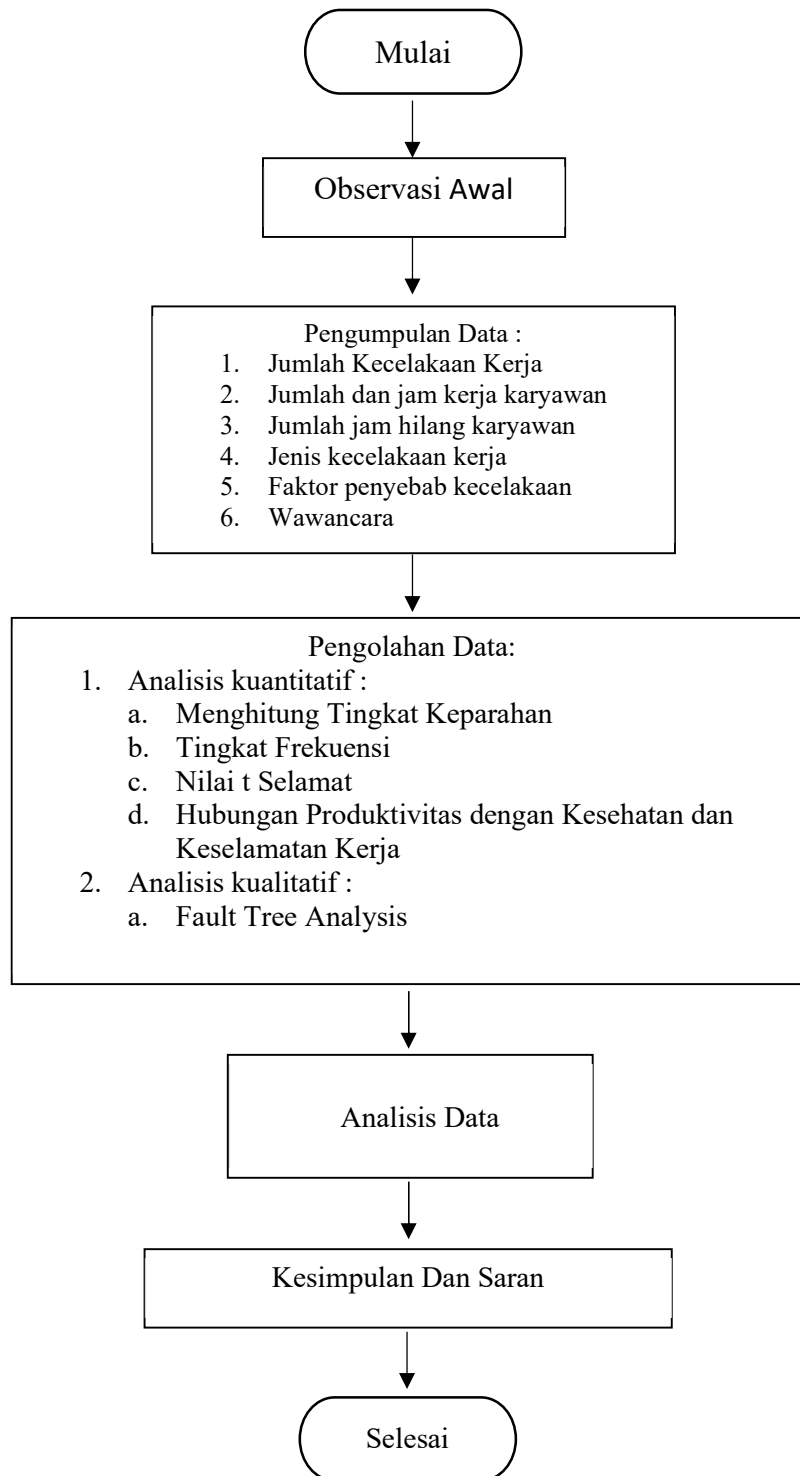 Mulai
Observasi Awal
Pengumpulan Data :
1. Jumlah Kecelakaan Kerja
2. Jumlah dan jam kerja karyawan
3. Jumlah jam hilang karyawan
4. Jenis kecelakaan kerja
5. Faktor penyebab kecelakaan
6. Wawancara
Pengolahan Data:
1. Analisis kuantitatif :
a. Menghitung Tingkat Keparahan
b. Tingkat Frekuensi
c. Nilai t Selamat
d. Hubungan Produktivitas dengan Kesehatan dan
Keselamatan Kerja
2. Analisis kualitatif :
a. Fault Tree Analysis
Analisis Data
Kesimpulan Dan Saran
Selesai